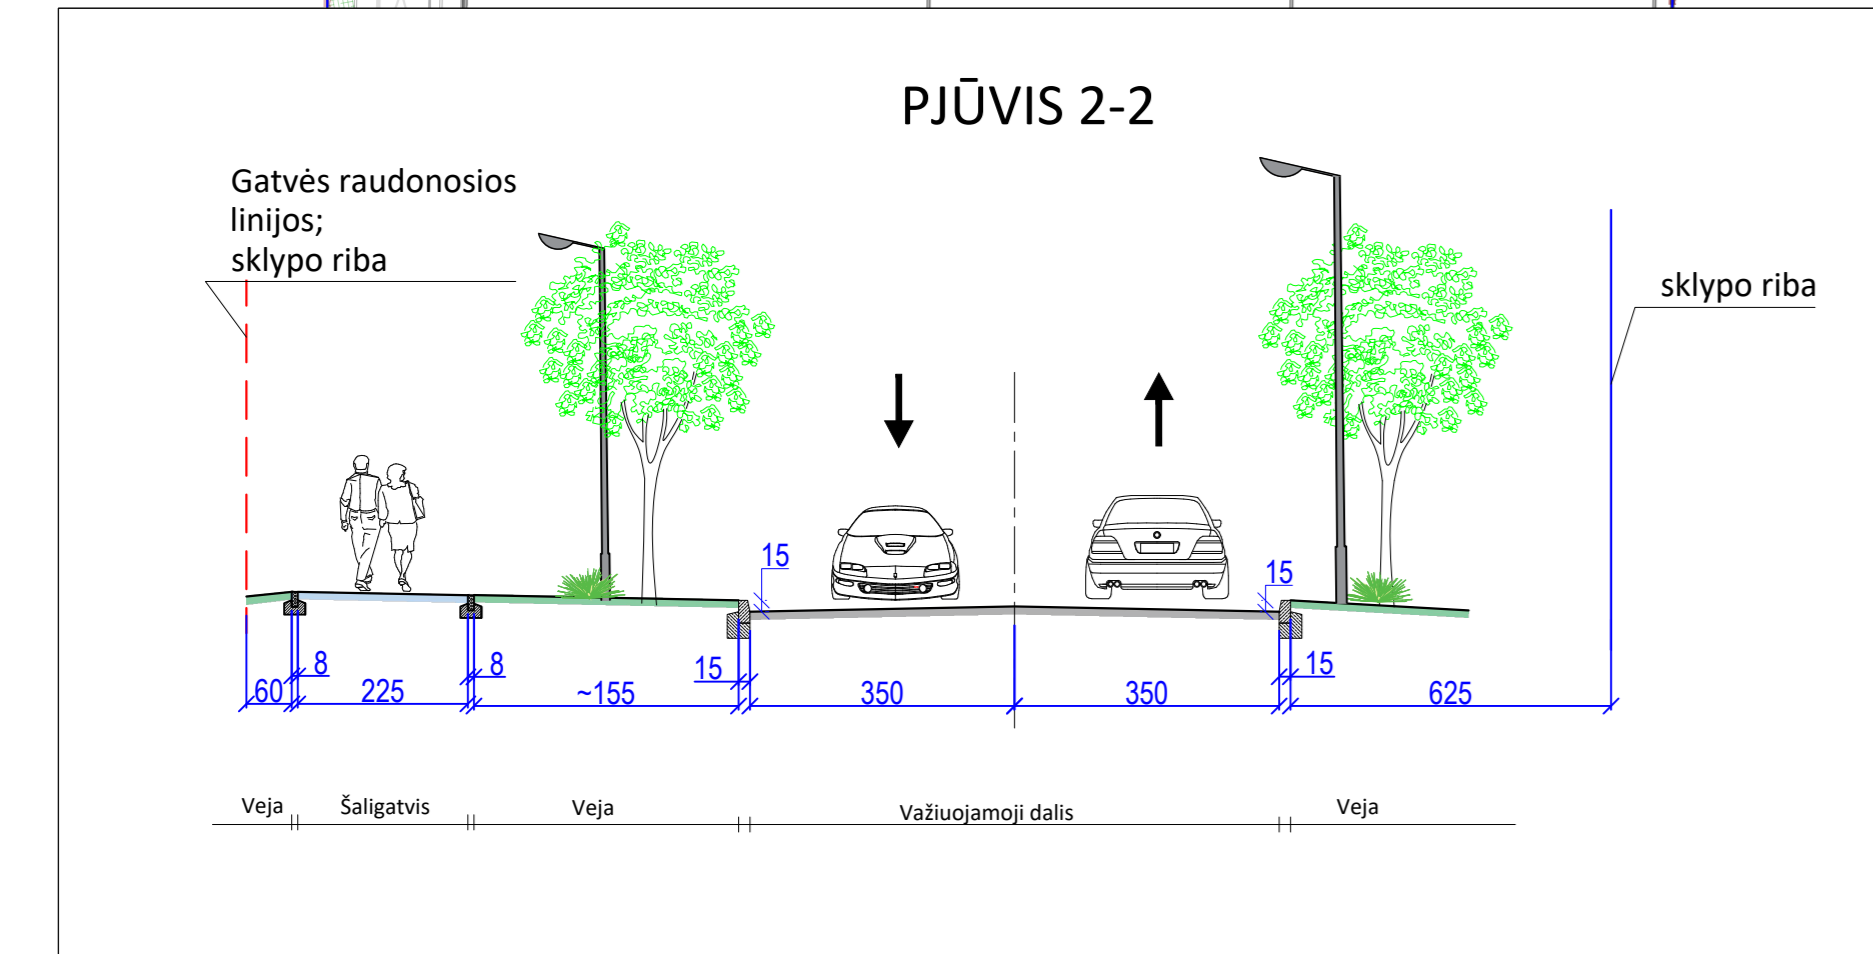 PJŪVIS 2-2
Gatvės raudonosios
linijos;
sklypo riba
sklypo riba
15
15
8
8
15
15
60
225
~155
350
350
625
Veja
Šaligatvis
Veja
Važiuojamoji dalis
Veja